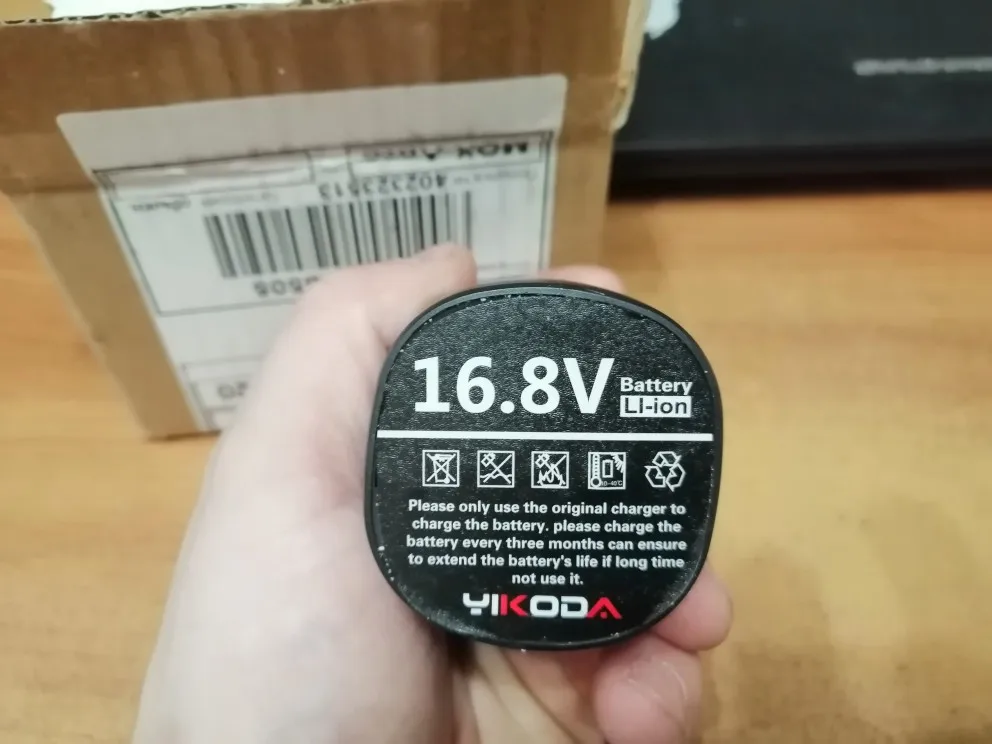 402323513
16.8V
Battery
LI-ion
Please only use the original charger to
charge the battery. please charge the
battery every three months can ensure
to extend the battery's life if long time
not use it.
YIKODA